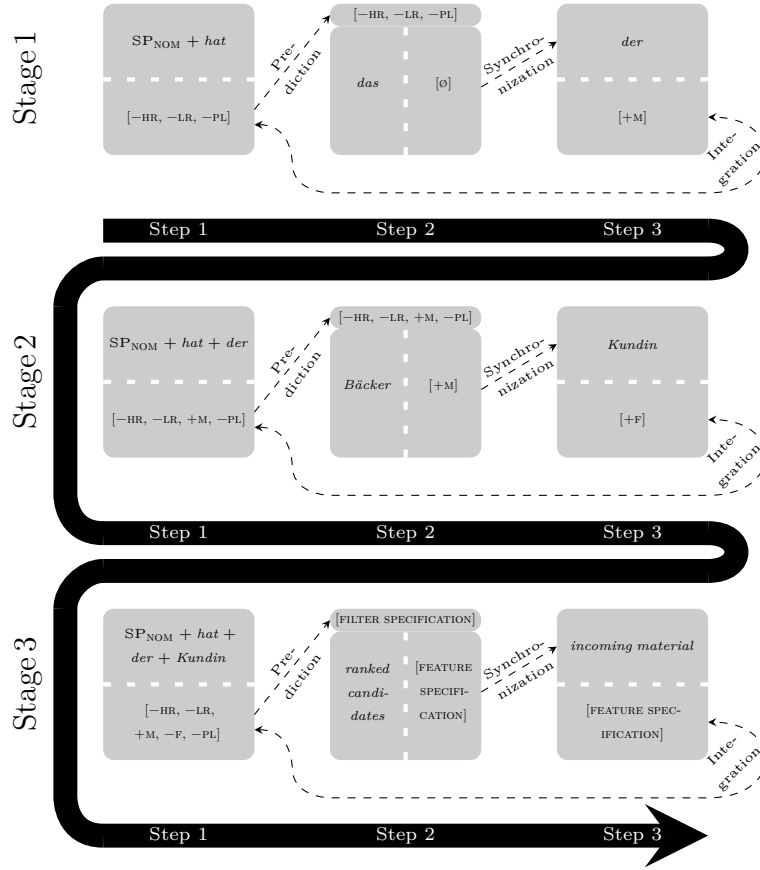 Stage 1
SP_NOM + hat
[−HR, −LR, −PL]
Pre-
diction
[−HR, −LR, −PL]
das
[Ø]
Synchro-
nization
der
[+M]
Inte-
gration
Step 1
Step 2
Step 3
Stage 2
SP_NOM + hat + der
[−HR, −LR, +M, −PL]
Pre-
diction
[−HR, −LR, +M, −PL]
Bäcker
[+M]
Synchro-
nization
Kundin
[+F]
Inte-
gration
Step 1
Step 2
Step 3
Stage 3
SP_NOM + hat +
der + Kundin
[−HR, −LR,
+M, −F, −PL]
Pre-
diction
[FILTER SPECIFICATION]
ranked
candi-
dates
[FEATURE
SPECIFI-
CATION]
Synchro-
nization
incoming material
[FEATURE SPEC-
IFICATION]
Inte-
gration
Step 1
Step 2
Step 3